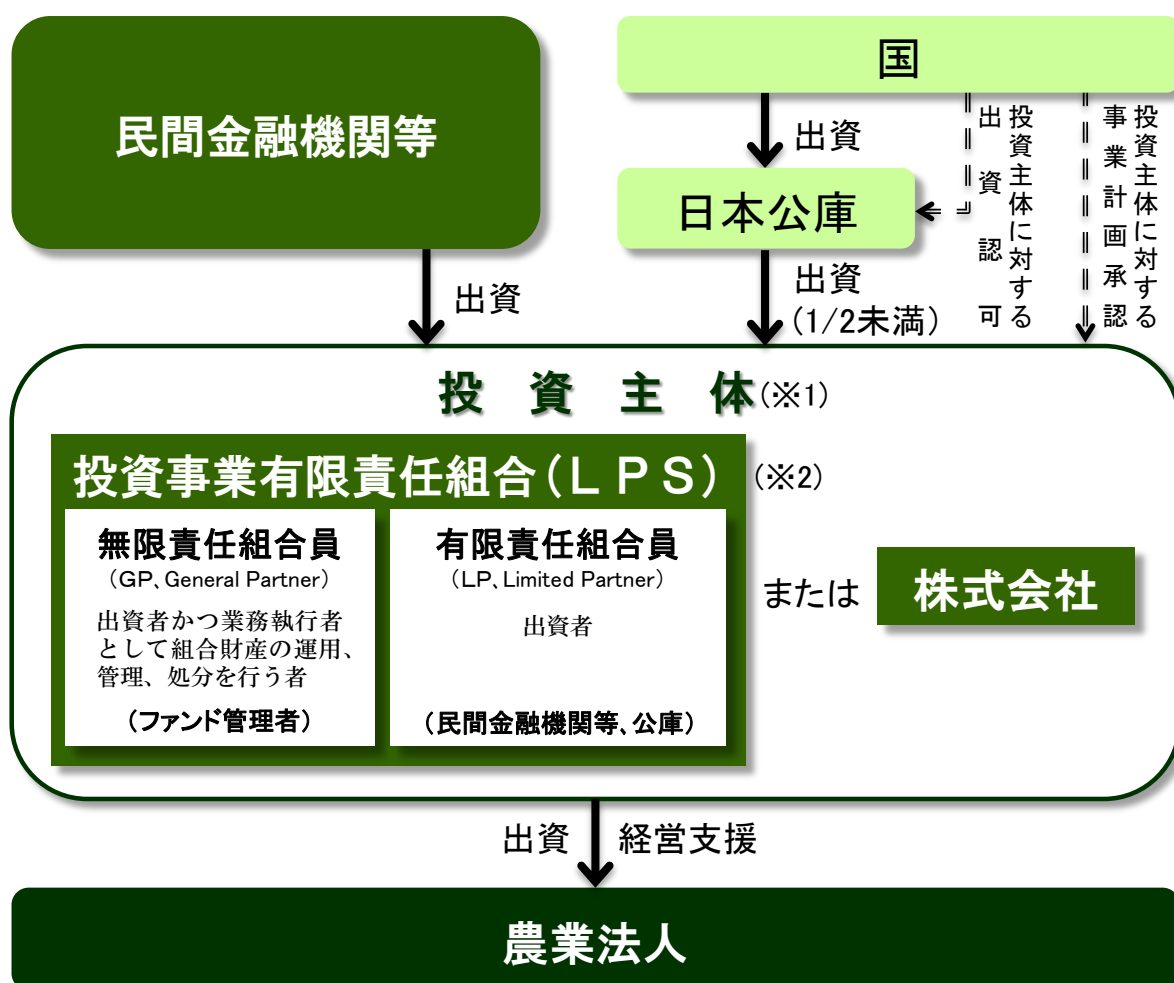 民間金融機関等
国
出資
日本公庫
投資主体に対する
出資認可
投資主体に対する
事業計画承認
出資
出資
(1/2未満)
投資主体(※1)
投資事業有限責任組合(LPS)
(※2)
無限責任組合員
(GP、General Partner)
出資者かつ業務執行者
として組合財産の運用、
管理、処分を行う者
(ファンド管理者)
有限責任組合員
(LP、Limited Partner)
出資者
(民間金融機関等、公庫)
または
株式会社
出資
経営支援
農業法人